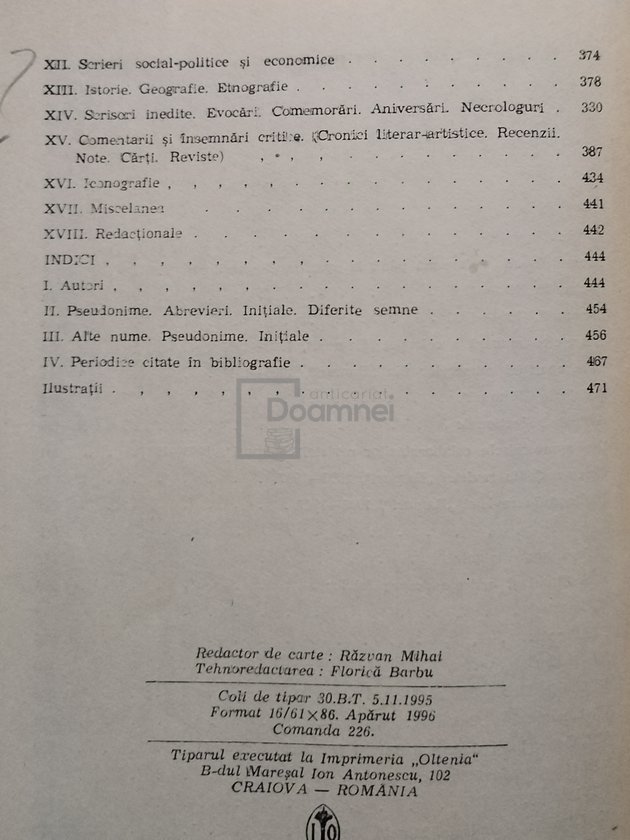 XII. Scrieri social-politice și economice . . . . . . . . . 374
XIII. Istorie. Geografie. Etnografie . . . . . . . . . . . 378
XIV. Scrisori inedite. Evocări. Comemorări. Aniversări. Necrologuri . 330
XV. Comentarii și însemnări critice. (Cronici literar-artistice. Recenzii.
Note. Cărți. Reviste) . . . . . . . . . . . . 387
XVI. Iconografie . . . . . . . . . . . . . . . . 434
XVII. Miscelanea . . . . . . . . . . . . . . . 441
XVIII. Redacționale . . . . . . . . . . . . . . 442
INDICI . . . . . . . . . . . . . . . . . . 444
I. Autori . . . . . . . . . . . . . . . . . 444
II. Pseudonime. Abrevieri. Inițiale. Diferite semne . . . . . . 454
III. Alte nume. Pseudonime. Inițiale . . . . . . . . . . 456
IV. Periodice citate în bibliografie . . . . . . . . . . 467
Ilustrații . . . . . . . . . . . . . . . . . 471
anticariat
Doamnei
Redactor de carte : Răzvan Mihai
Tehnoredactarea : Florică Barbu
Coli de tipar 30.B.T. 5.11.1995
Format 16/61×86. Apărut 1996
Comanda 226.
Tiparul executat la Imprimeria „Oltenia“
B-dul Mareșal Ion Antonescu, 102
CRAIOVA — ROMÂNIA